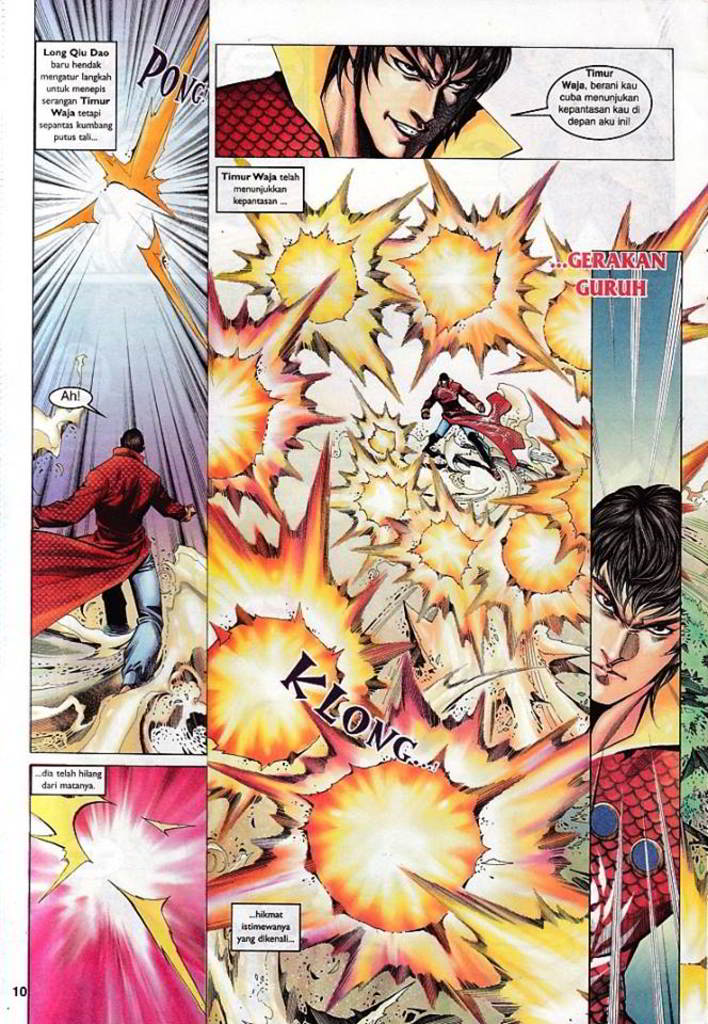 Long Qiu Dao
baru hendak
mengatur langkah
untuk menepis
serangan Timur
Waja tetapi
sepantas kumbang
putus tali...
PONG
Ah!
...dia telah hilang
dari matanya.
Timur
Waja, berani kau
cuba menunjukan
kepantasan kau di
depan aku ini!
Timur Waja telah
menunjukkan
kepantasan ...
KLONG...
...hikmat
istimewanya
yang dikenali...
...GERAKAN
GURUH
10